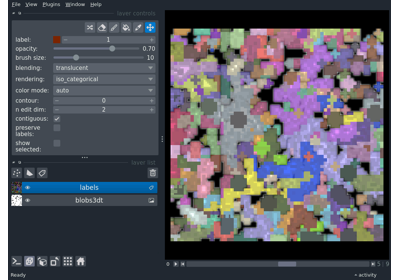 File View Plugins Window Help
layer controls
label: 1
opacity: 0.70
brush size: 10
blending: translucent
rendering: iso_categorical
color mode: auto
contour: 0
n edit dim: 2
contiguous:
preserve
labels:
show
selected:
layer list
labels
blobs3dt
Ready
activity